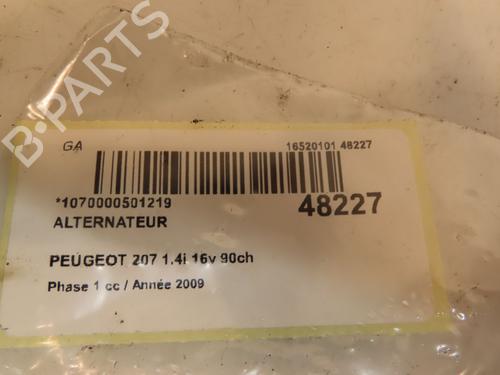 GA 16520101 48227
*1070000501219 48227
ALTERNATEUR
PEUGEOT 207 1.4i 16v 90ch
Phase 1 cc / Année 2009
B-PARTS